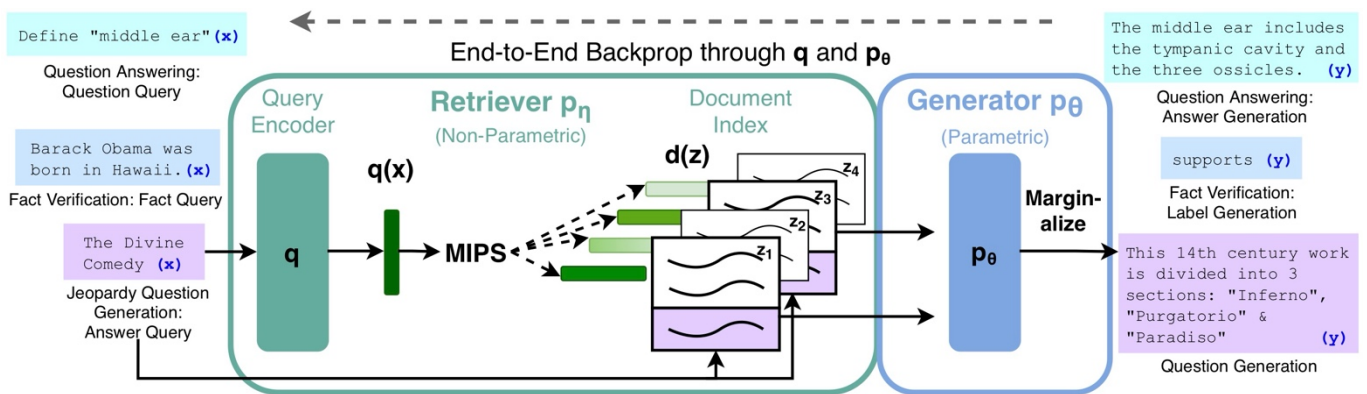 Define "middle ear" (x)
Question Answering:
Question Query
Barack Obama was
born in Hawaii. (x)
Fact Verification: Fact Query
The Divine
Comedy (x)
Jeopardy Question
Generation:
Answer Query
End-to-End Backprop through q and pθ
Query
Encoder
q
Retriever pη
(Non-Parametric)
q(x)
MIPS
Document
Index
d(z)
z4
z3
z2
z1
Generator pθ
(Parametric)
pθ
Margin-
alize
The middle ear includes
the tympanic cavity and
the three ossicles. (y)
Question Answering:
Answer Generation
supports (y)
Fact Verification:
Label Generation
This 14th century work
is divided into 3
sections: "Inferno",
"Purgatorio" &
"Paradiso" (y)
Question Generation